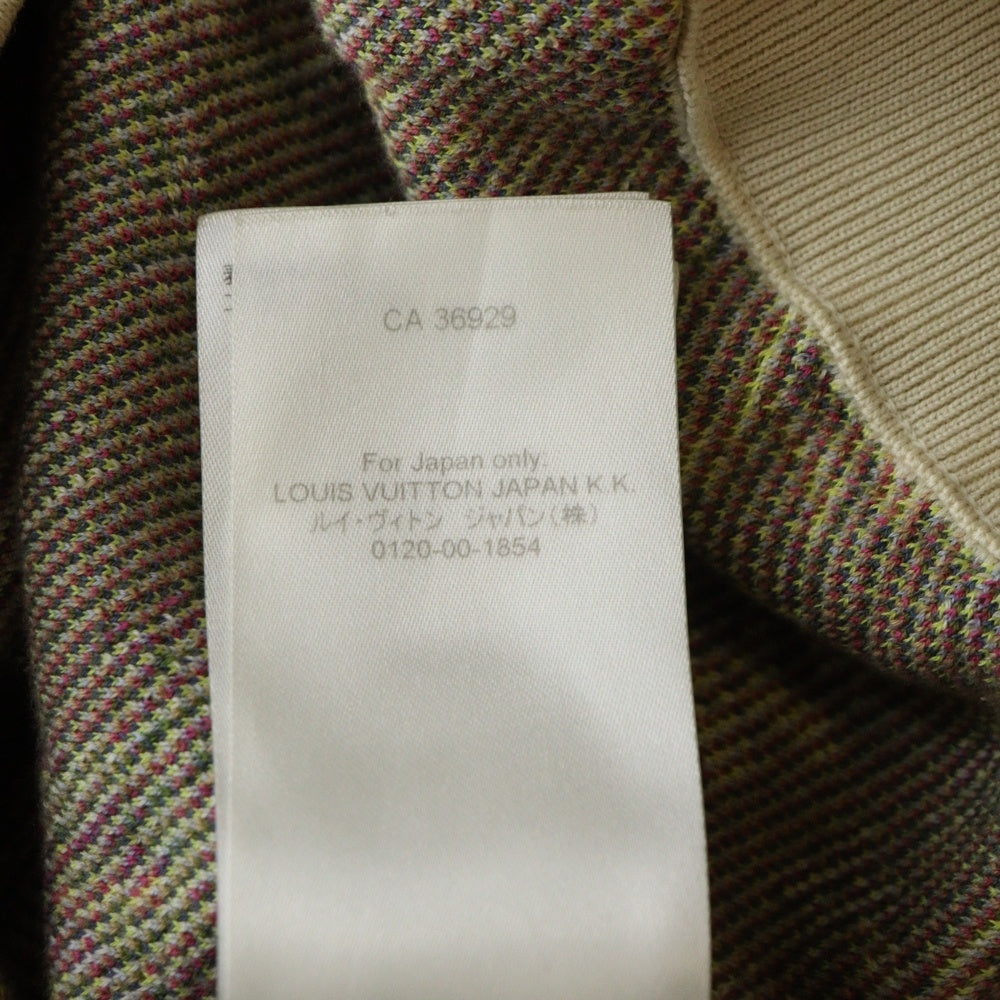 CA 36929
For Japan only:
LOUIS VUITTON JAPAN K.K.
ルイ・ヴィトン ジャパン(株)
0120-00-1854